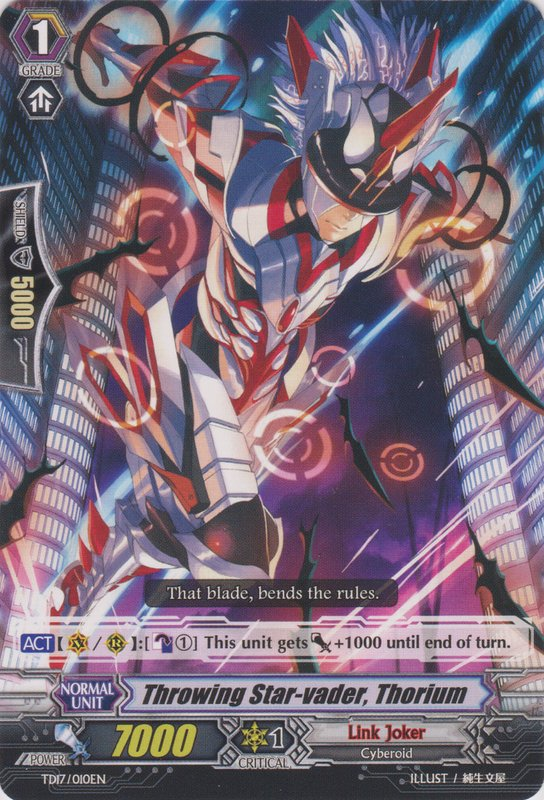 1
GRADE
SHIELD
5000
That blade, bends the rules.
ACT【V/R】:[①] This unit gets +1000 until end of turn.
NORMAL
UNIT
Throwing Star-vader, Thorium
POWER
7000
1
CRITICAL
Link Joker
Cyberoid
TD17/010EN
ILLUST / 純生文屋